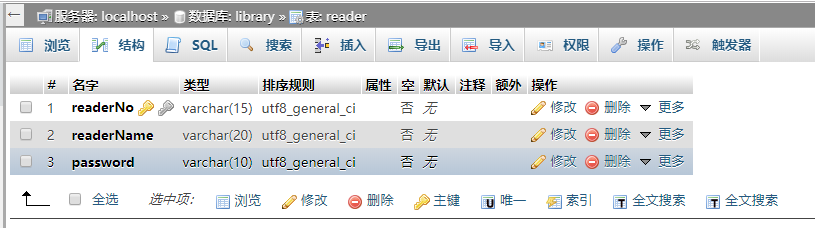 服务器: localhost » 数据库: library » 表: reader
浏览 结构 SQL 搜索 插入 导出 导入 权限 操作 触发器
# 名字 类型 排序规则 属性 空 默认 注释 额外 操作
1 readerNo varchar(15) utf8_general_ci 否 无 修改 删除 更多
2 readerName varchar(20) utf8_general_ci 否 无 修改 删除 更多
3 password varchar(10) utf8_general_ci 否 无 修改 删除 更多
全选 选中项: 浏览 修改 删除 主键 唯一 索引 全文搜索 全文搜索